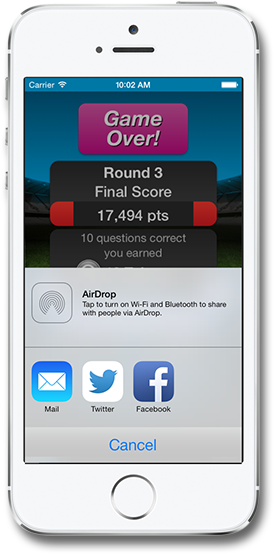 Carrier 10:02 AM
Game
Over!
Round 3
Final Score
17,494 pts
10 questions correct
you earned
AirDrop
Tap to turn on Wi-Fi and Bluetooth to share
with people via AirDrop.
Mail Twitter Facebook
Cancel